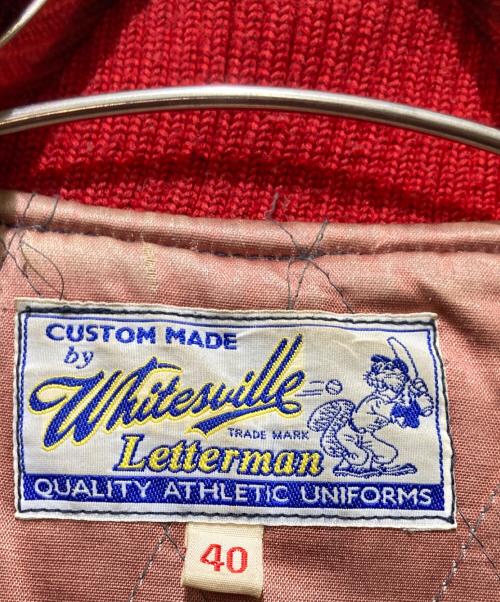 CUSTOM MADE
by
Whitesville
TRADE MARK
Letterman
QUALITY ATHLETIC UNIFORMS
40